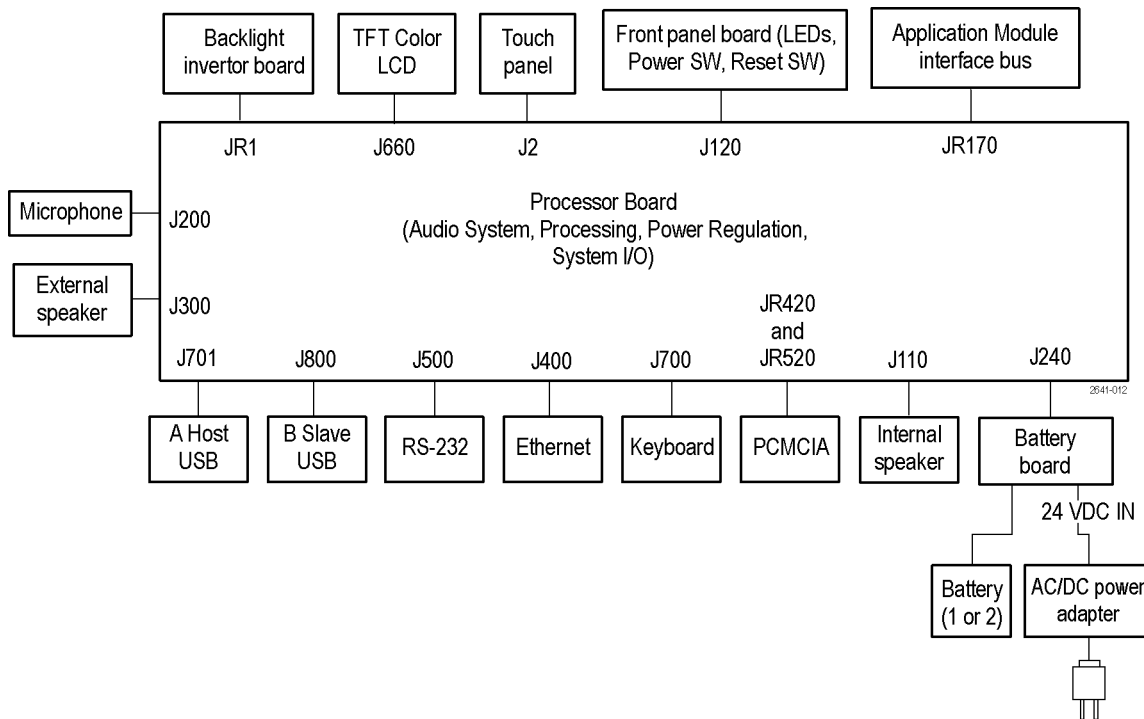 Backlight
invertor board
TFT Color
LCD
Touch
panel
Front panel board (LEDs,
Power SW, Reset SW)
Application Module
interface bus
JR1
J660
J2
J120
JR170
Microphone
J200
Processor Board
(Audio System, Processing, Power Regulation,
System I/O)
External
speaker
J300
J701
J800
J500
J400
J700
JR420
and
JR520
J110
J240
2641-012
A Host
USB
B Slave
USB
RS-232
Ethernet
Keyboard
PCMCIA
Internal
speaker
Battery
board
24 VDC IN
Battery
(1 or 2)
AC/DC power
adapter